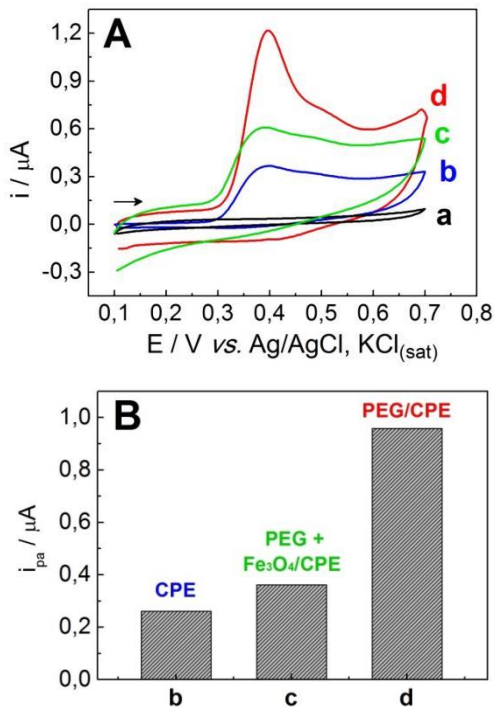 A
i / μA
1,2
0,9
0,6
0,3
0,0
-0,3
d
c
b
a
0,1 0,2 0,3 0,4 0,5 0,6 0,7 0,8
E / V vs. Ag/AgCl, KCl(sat)
B
ipa / μA
1,0
0,8
0,6
0,4
0,2
0,0
PEG/CPE
PEG +
Fe₃O₄/CPE
CPE
b c d